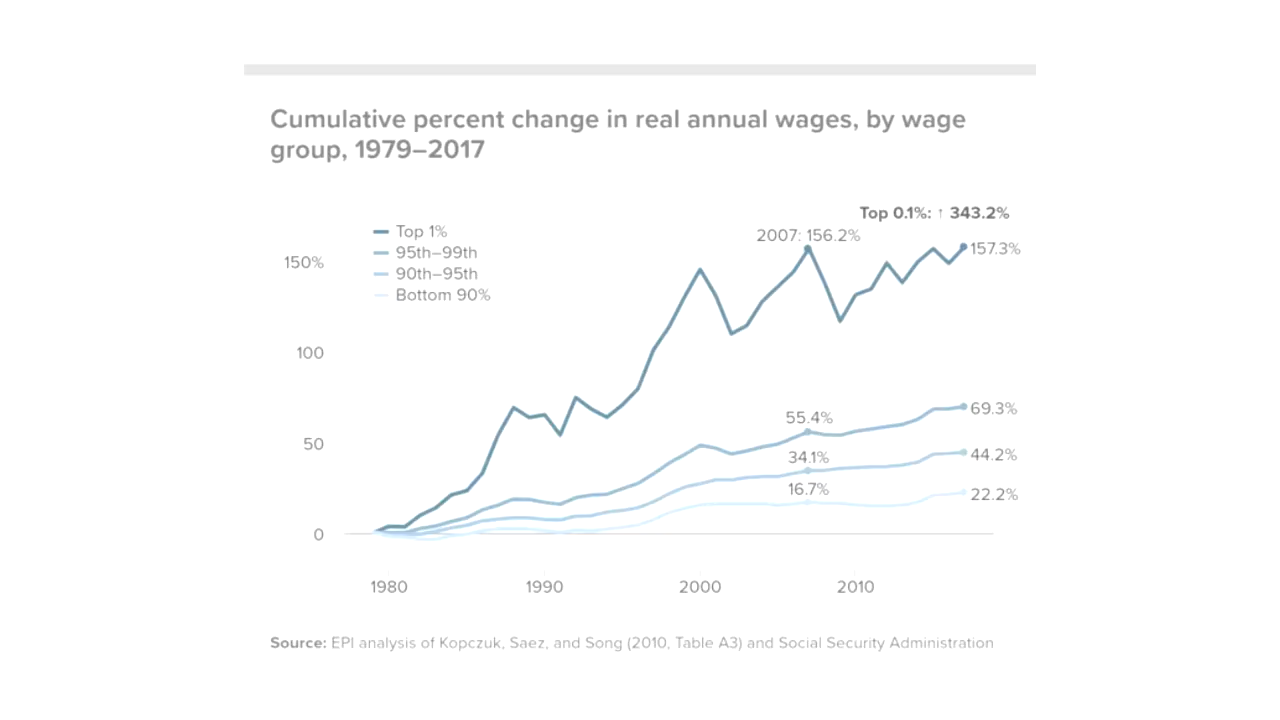 Cumulative percent change in real annual wages, by wage
group, 1979–2017
Top 0.1%: ↑ 343.2%
Top 1%
95th–99th
90th–95th
Bottom 90%
2007: 156.2%
157.3%
150%
100
50
0
55.4%
69.3%
34.1%
44.2%
16.7%
22.2%
1980 1990 2000 2010
Source: EPI analysis of Kopczuk, Saez, and Song (2010, Table A3) and Social Security Administration